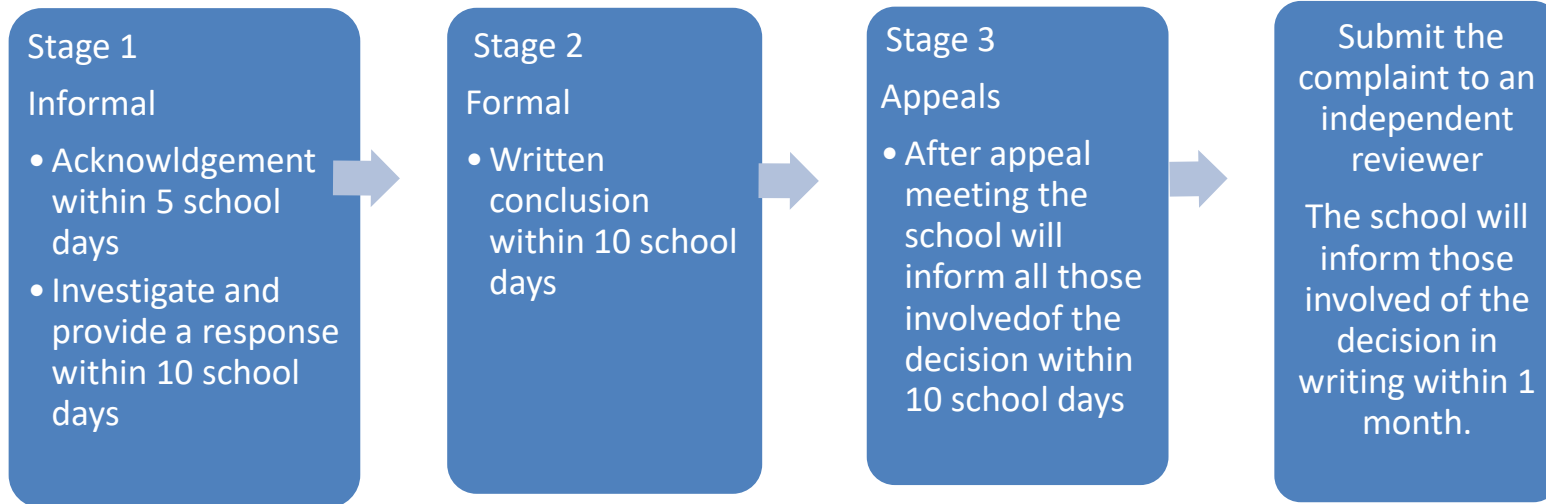 Stage 1
Informal
• Acknowldgement
within 5 school
days
• Investigate and
provide a response
within 10 school
days
Stage 2
Formal
• Written
conclusion
within 10 school
days
Stage 3
Appeals
• After appeal
meeting the
school will
inform all those
involvedof the
decision within
10 school days
Submit the
complaint to an
independent
reviewer
The school will
inform those
involved of the
decision in
writing within 1
month.